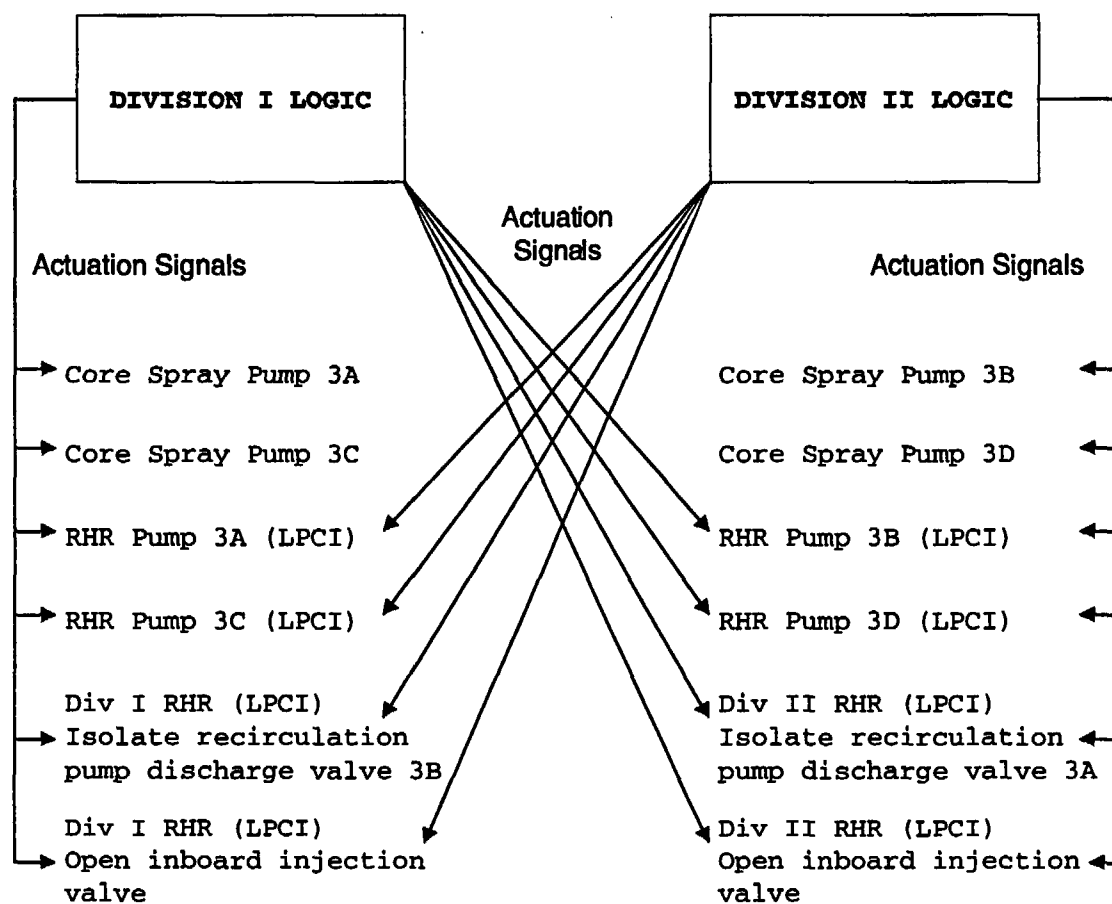 DIVISION I LOGIC
DIVISION II LOGIC
Actuation
Signals
Actuation Signals
Actuation Signals
Core Spray Pump 3A
Core Spray Pump 3B
Core Spray Pump 3C
Core Spray Pump 3D
RHR Pump 3A (LPCI)
RHR Pump 3B (LPCI)
RHR Pump 3C (LPCI)
RHR Pump 3D (LPCI)
Div I RHR (LPCI)
Isolate recirculation
pump discharge valve 3B
Div II RHR (LPCI)
Isolate recirculation
pump discharge valve 3A
Div I RHR (LPCI)
Open inboard injection
valve
Div II RHR (LPCI)
Open inboard injection
valve